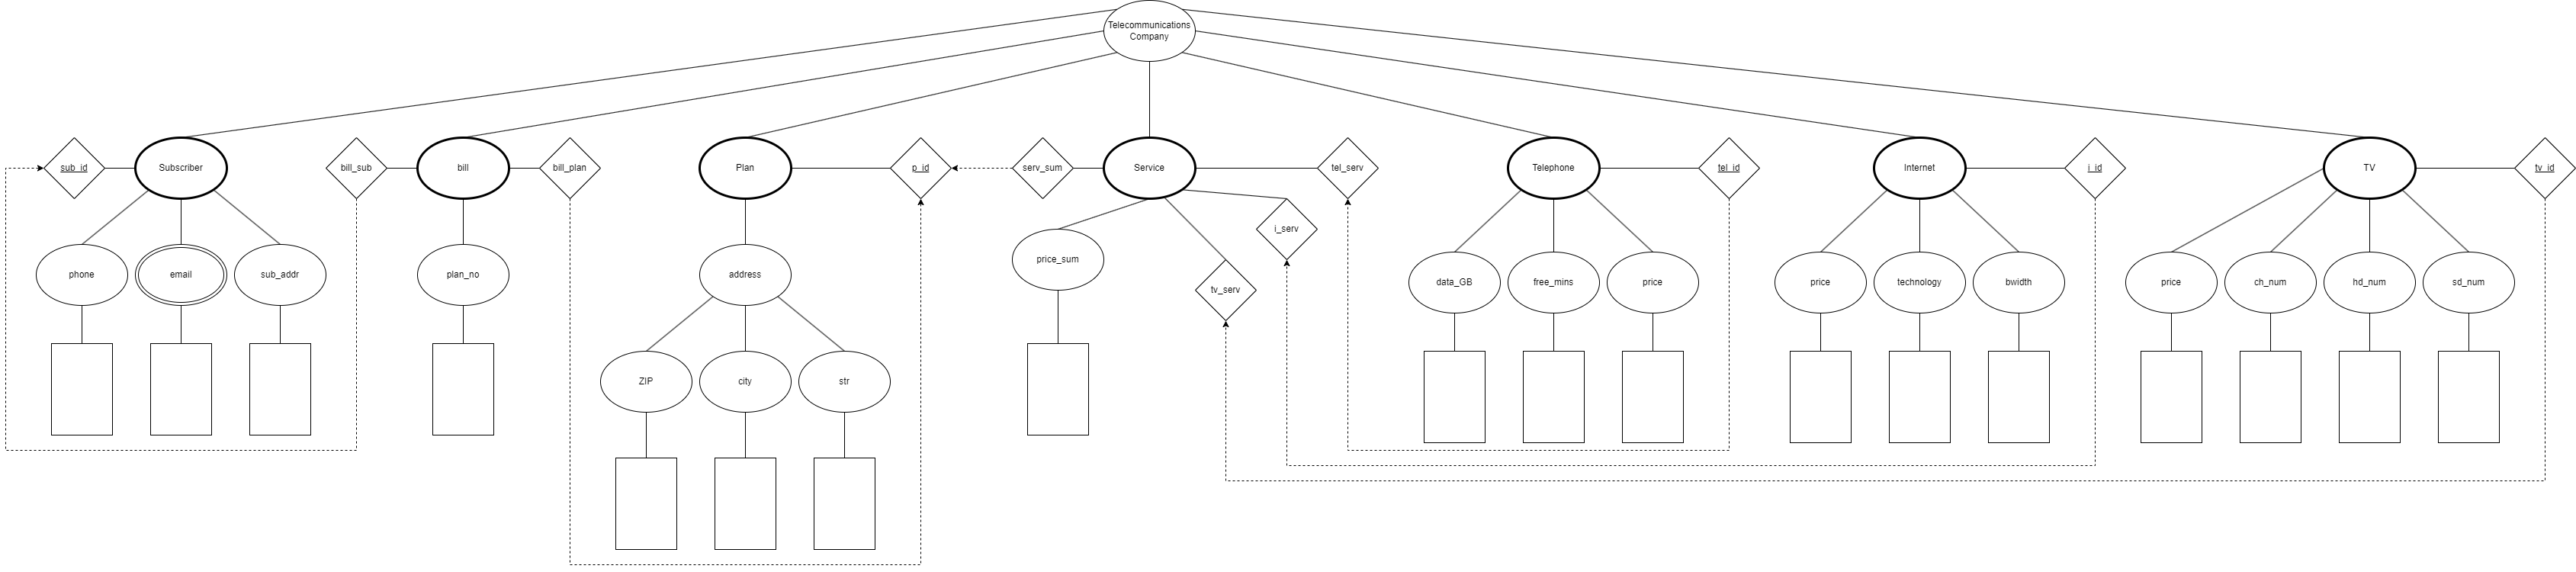 Telecommunications
Company
sub_id
Subscriber
bill_sub
bill
bill_plan
Plan
p_id
serv_sum
Service
tel_serv
Telephone
tel_id
Internet
i_id
TV
tv_id
i_serv
phone
email
sub_addr
plan_no
address
price_sum
tv_serv
data_GB
free_mins
price
price
technology
bwidth
price
ch_num
hd_num
sd_num
ZIP
city
str